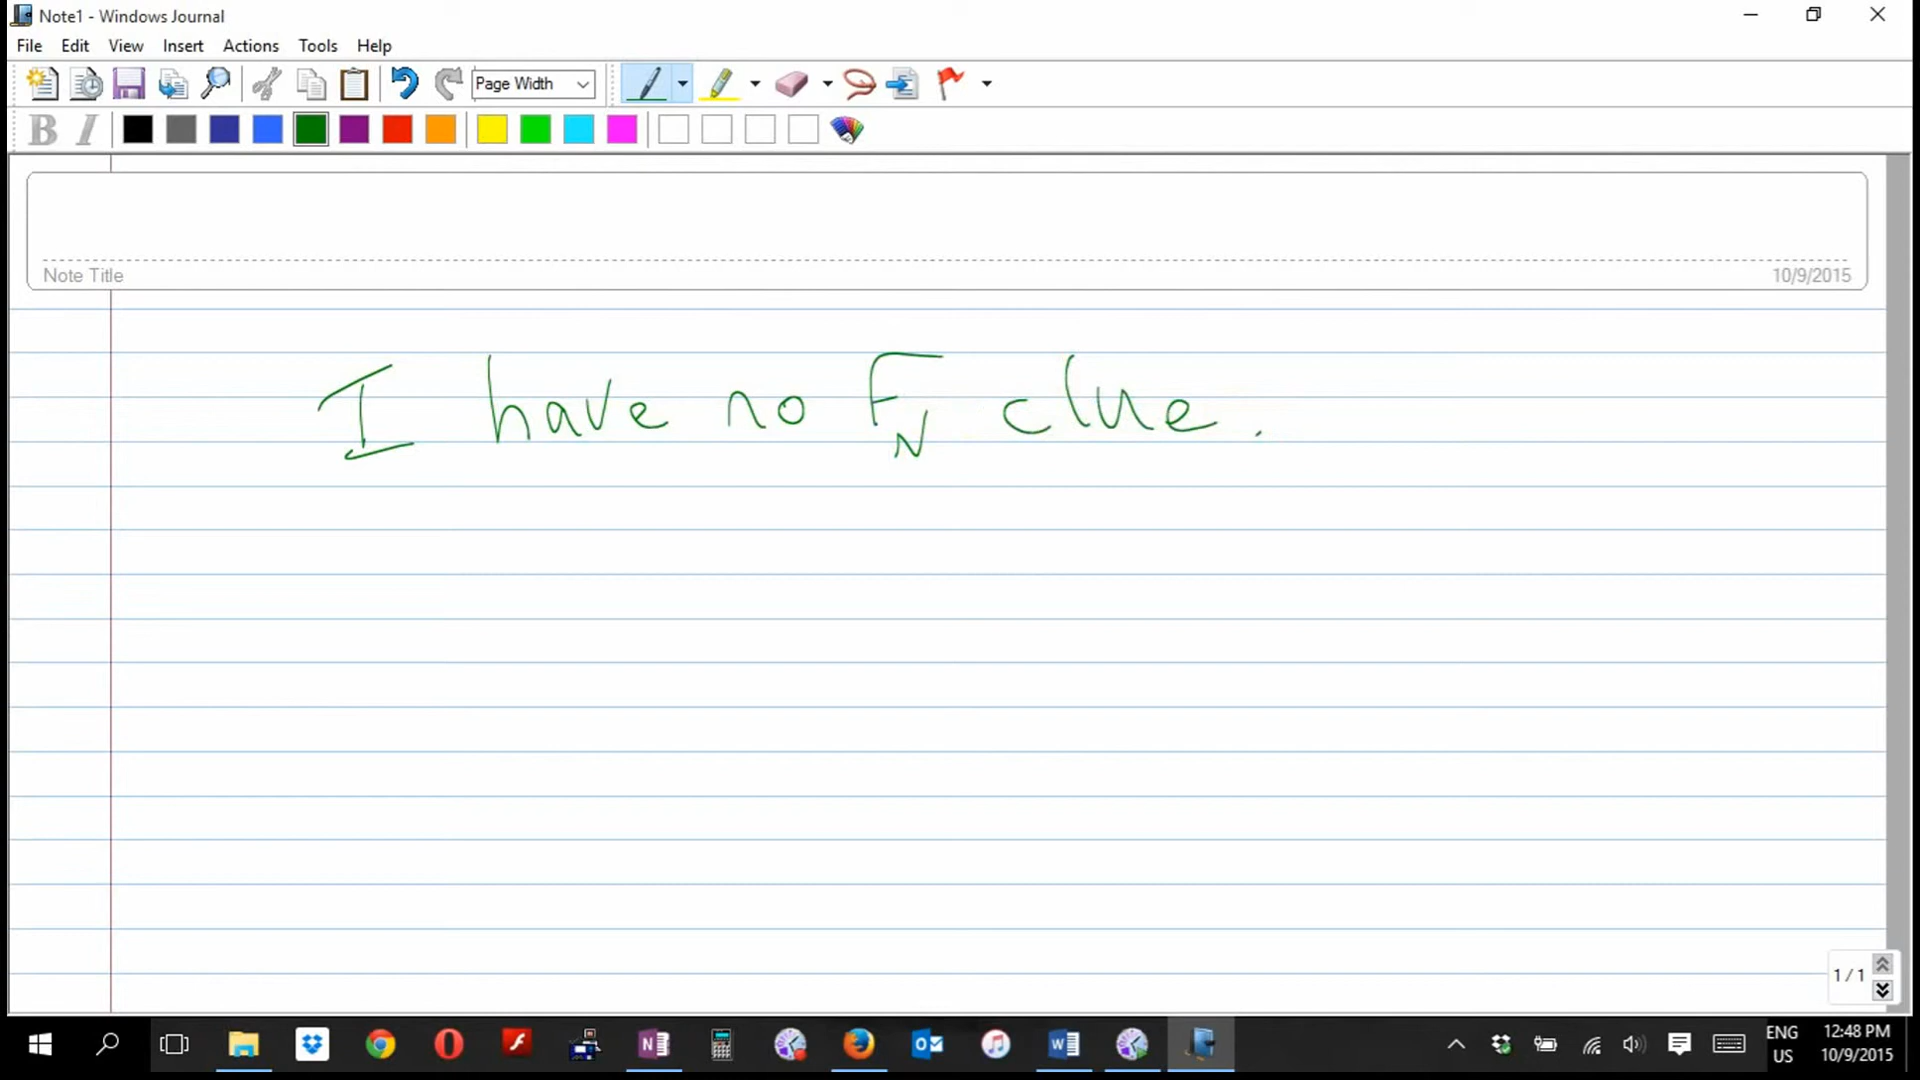 Note1 - Windows Journal
File Edit View Insert Actions Tools Help
Page Width
B I
Note Title 10/9/2015
I have no FN clue.
1 / 1
ENG 12:48 PM
US 10/9/2015